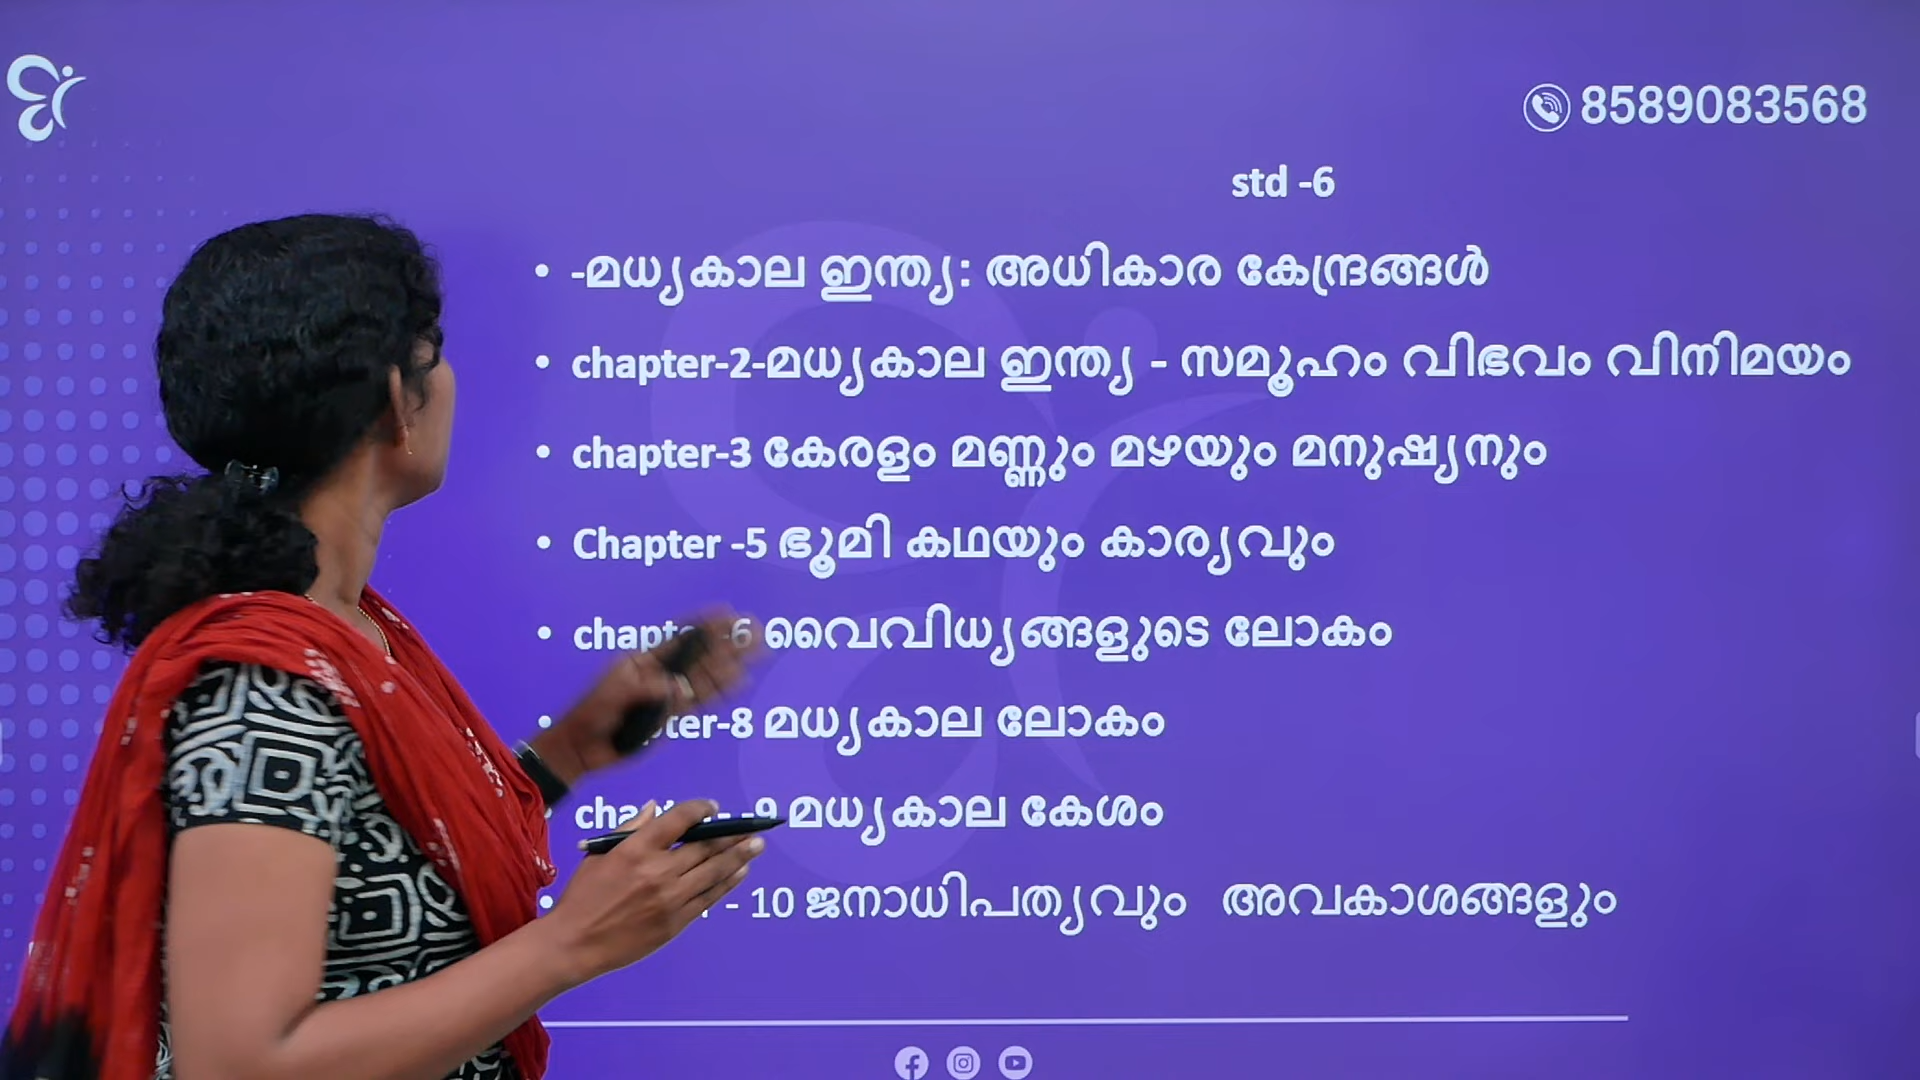 8589083568
std -6
• -മധ്യകാല ഇന്ത്യ: അധികാര കേന്ദ്രങ്ങൾ
• chapter-2-മധ്യകാല ഇന്ത്യ - സമൂഹം വിഭവം വിനിമയം
• chapter-3 കേരളം മണ്ണും മഴയും മനുഷ്യനും
• Chapter -5 ഭൂമി കഥയും കാര്യവും
• -6 വൈവിധ്യങ്ങളുടെ ലോകം
• -8 മധ്യകാല ലോകം
-9 മധ്യകാല കേശം
• - 10 ജനാധിപത്യവും അവകാശങ്ങളും